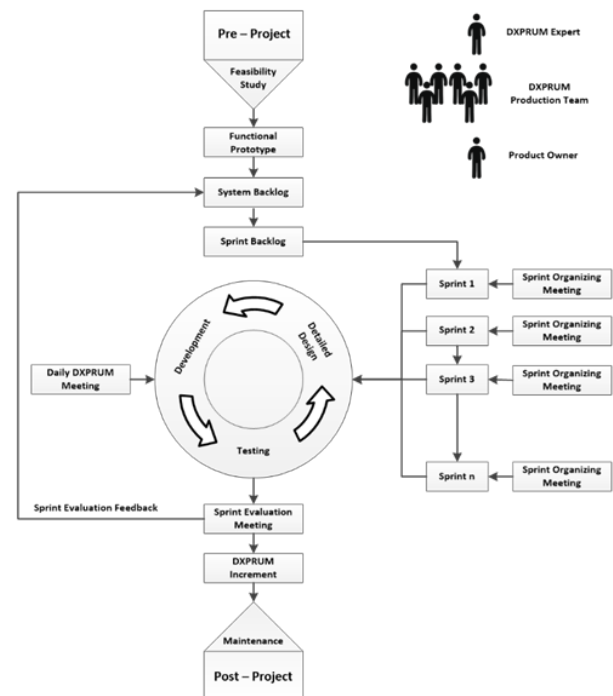 Pre – Project
Feasibility
Study
DXPRUM Expert
DXPRUM
Production Team
Product Owner
Functional
Prototype
System Backlog
Sprint Backlog
Sprint 1
Sprint Organizing
Meeting
Sprint 2
Sprint Organizing
Meeting
Sprint 3
Sprint Organizing
Meeting
Sprint n
Sprint Organizing
Meeting
Development
Detailed
Design
Testing
Daily DXPRUM
Meeting
Sprint Evaluation Feedback
Sprint Evaluation
Meeting
DXPRUM
Increment
Maintenance
Post – Project